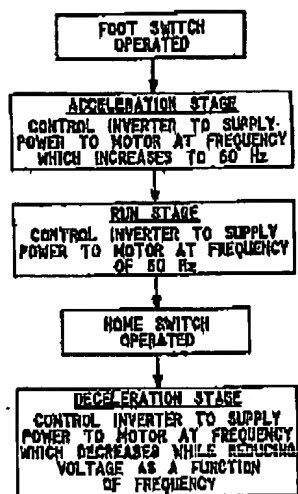 FOOT SWITCH
OPERATED
ACCELERATION STAGE
CONTROL INVERTER TO SUPPLY
POWER TO MOTOR AT FREQUENCY
WHICH INCREASES TO 60 Hz
RUN STAGE
CONTROL INVERTER TO SUPPLY
POWER TO MOTOR AT FREQUENCY
OF 60 Hz
HOME SWITCH
OPERATED
DECELERATION STAGE
CONTROL INVERTER TO SUPPLY
POWER TO MOTOR AT FREQUENCY
WHICH DECREASES WHILE REDUCING
VOLTAGE AS A FUNCTION
OF FREQUENCY